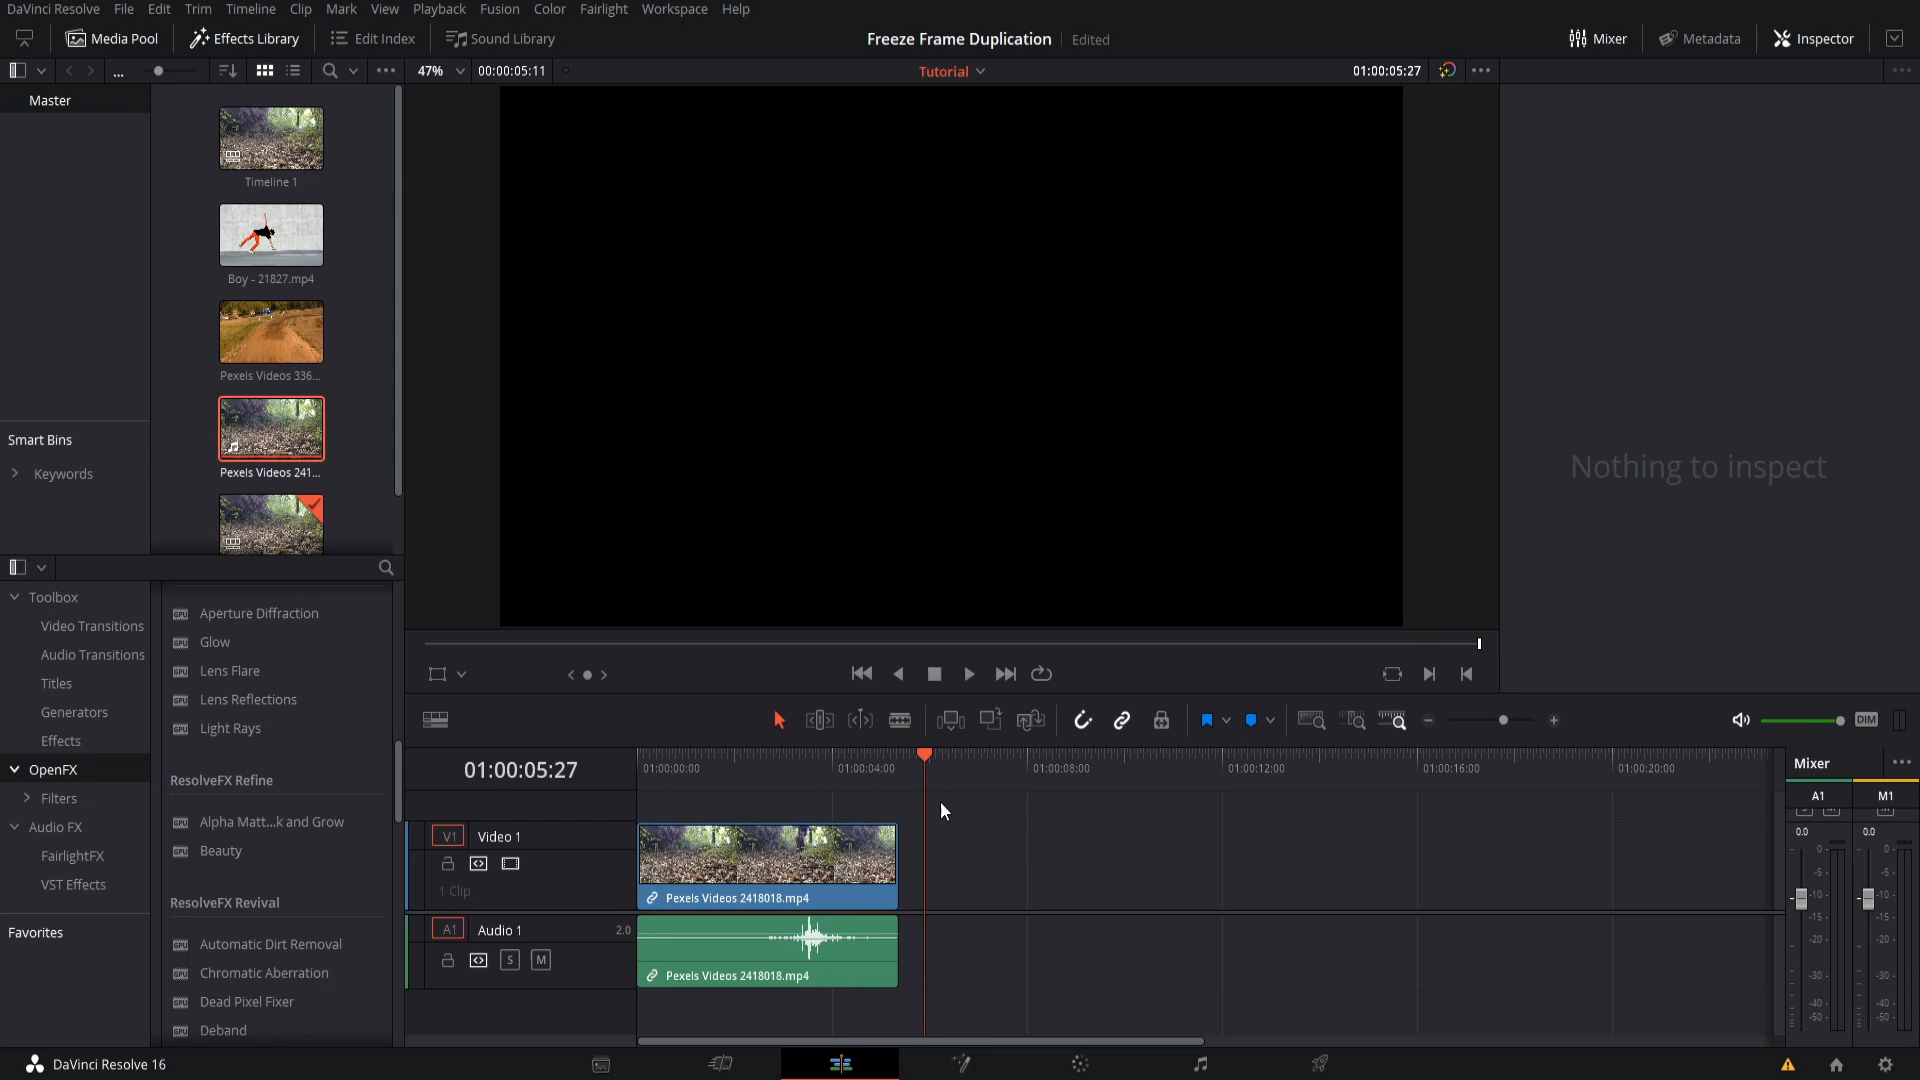 DaVinci Resolve File Edit Trim Timeline Clip Mark View Playback Fusion Color Fairlight Workspace Help
Media Pool Effects Library Edit Index Sound Library Freeze Frame Duplication Edited Mixer Metadata Inspector
... 47% 00:00:05:11 Tutorial 01:00:05:27
Master
Timeline 1
Boy - 21827.mp4
Pexels Videos 336...
Pexels Videos 241...
Smart Bins
Keywords
Nothing to inspect
Toolbox
Video Transitions
Audio Transitions
Titles
Generators
Effects
OpenFX
Filters
Audio FX
FairlightFX
VST Effects
Favorites
Aperture Diffraction
Glow
Lens Flare
Lens Reflections
Light Rays
ResolveFX Refine
Alpha Matt...k and Grow
Beauty
ResolveFX Revival
Automatic Dirt Removal
Chromatic Aberration
Dead Pixel Fixer
Deband
DIM
01:00:05:27
01:00:00:00 01:00:04:00 01:00:08:00 01:00:12:00 01:00:16:00 01:00:20:00
V1 Video 1
1 Clip
Pexels Videos 2418018.mp4
A1 Audio 1 2.0
S M
Pexels Videos 2418018.mp4
Mixer
A1 M1
0.0 0.0
0 0
-5 -5
-10 -10
-15 -15
-20 -20
-30 -30
-40 -40
-50 -50
DaVinci Resolve 16